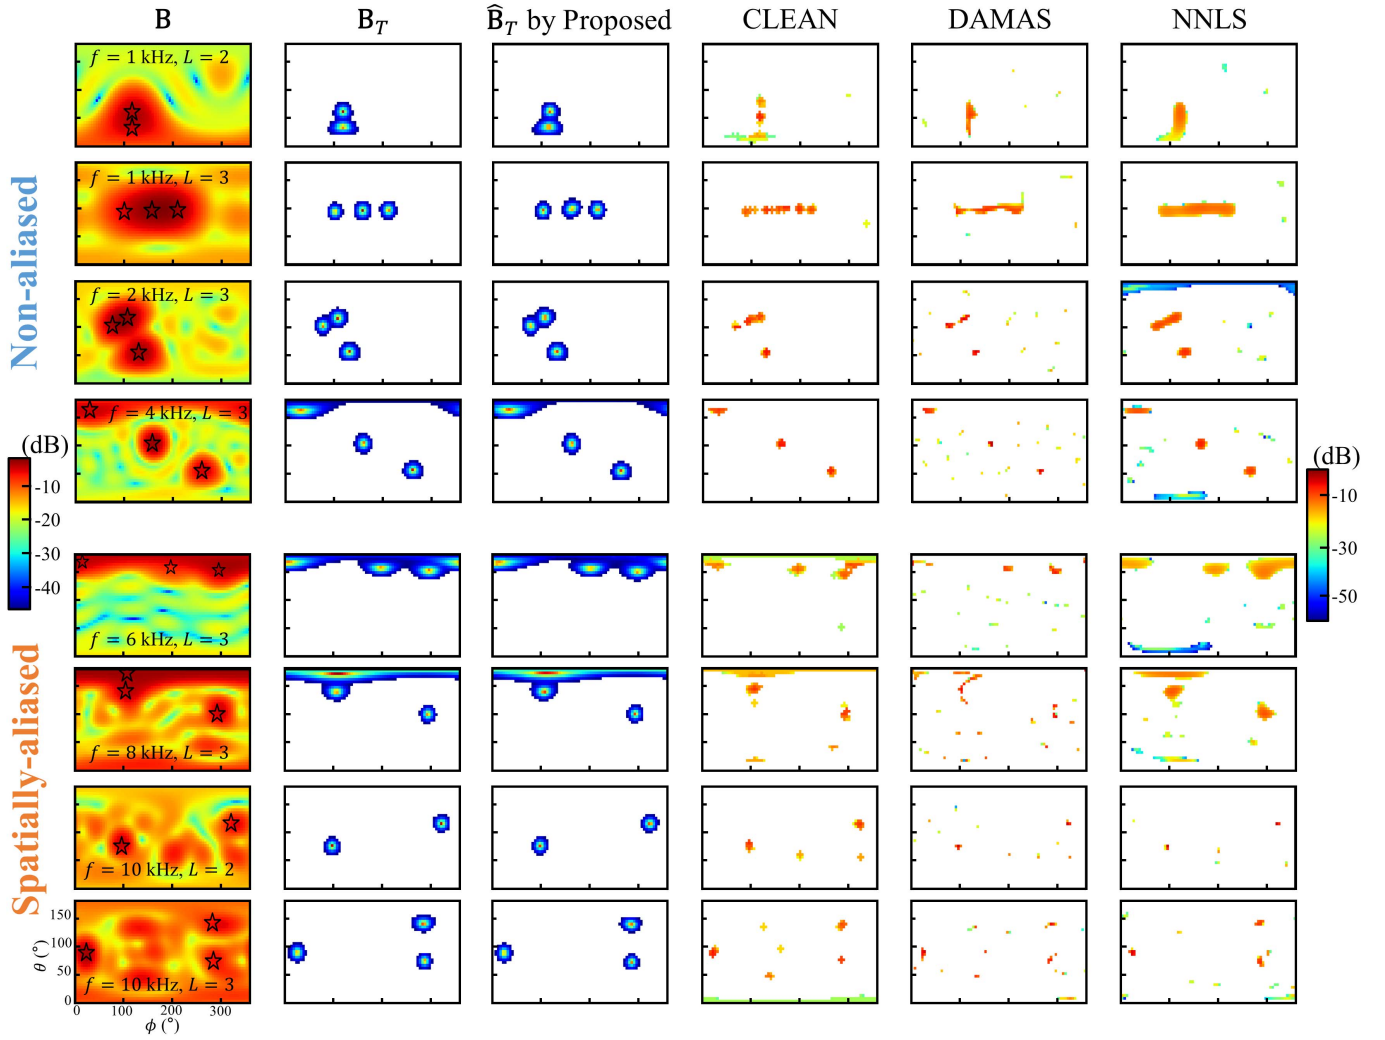 B B_T B̂_T by Proposed CLEAN DAMAS NNLS
Non-aliased
f = 1 kHz, L = 2
f = 1 kHz, L = 3
f = 2 kHz, L = 3
f = 4 kHz, L = 3
(dB)
-10
-20
-30
-40
(dB)
-10
-30
-50
Spatially-aliased
f = 6 kHz, L = 3
f = 8 kHz, L = 3
f = 10 kHz, L = 2
f = 10 kHz, L = 3
θ (°)
150
100
50
0
0 100 200 300
ϕ (°)